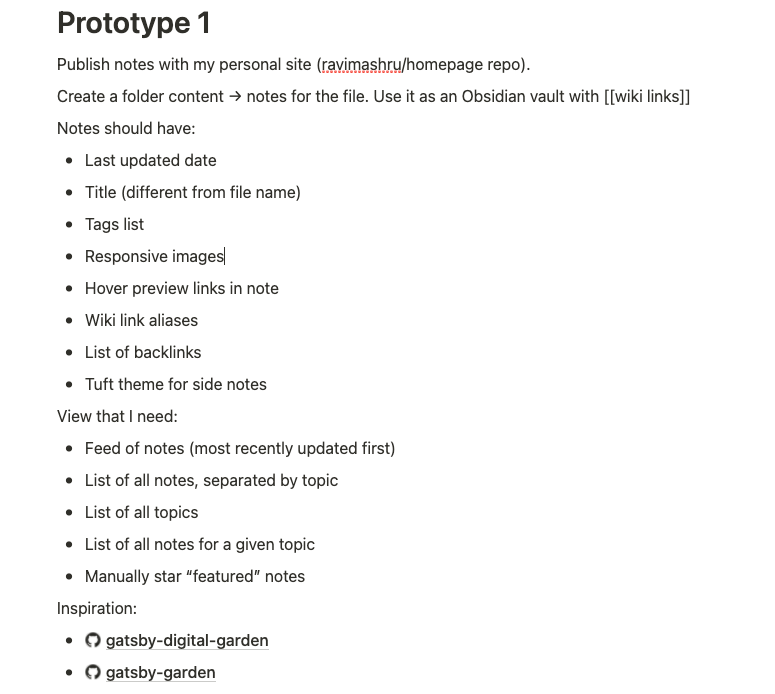 Prototype 1
Publish notes with my personal site (ravimashru/homepage repo).
Create a folder content → notes for the file. Use it as an Obsidian vault with [[wiki links]]
Notes should have:
• Last updated date
• Title (different from file name)
• Tags list
• Responsive images
• Hover preview links in note
• Wiki link aliases
• List of backlinks
• Tuft theme for side notes
View that I need:
• Feed of notes (most recently updated first)
• List of all notes, separated by topic
• List of all topics
• List of all notes for a given topic
• Manually star “featured” notes
Inspiration:
• gatsby-digital-garden
• gatsby-garden